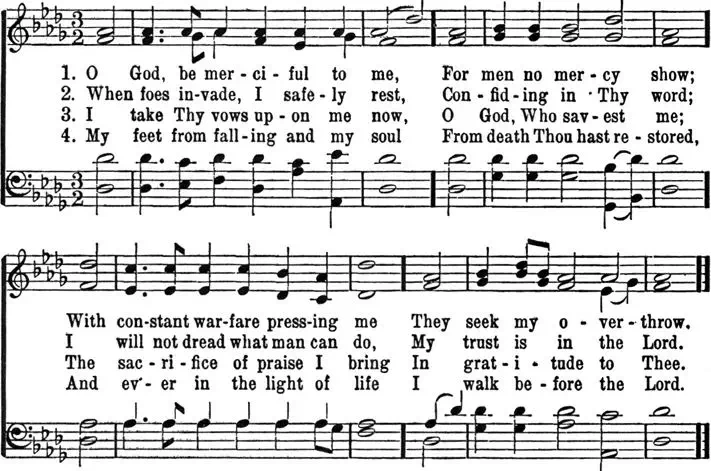 3
2
1. O God, be mer - ci - ful to me, For men no mer - cy show;
2. When foes in-vade, I safe - ly rest, Con - fid - ing in Thy word;
3. I take Thy vows up - on me now, O God, Who sav - est me;
4. My feet from fall - ing and my soul From death Thou hast re - stored,
3
2
With con-stant war-fare press-ing me They seek my o - ver - throw.
I will not dread what man can do, My trust is in the Lord.
The sac - ri - fice of praise I bring In grat - i - tude to Thee.
And ev - er in the light of life I walk be - fore the Lord.